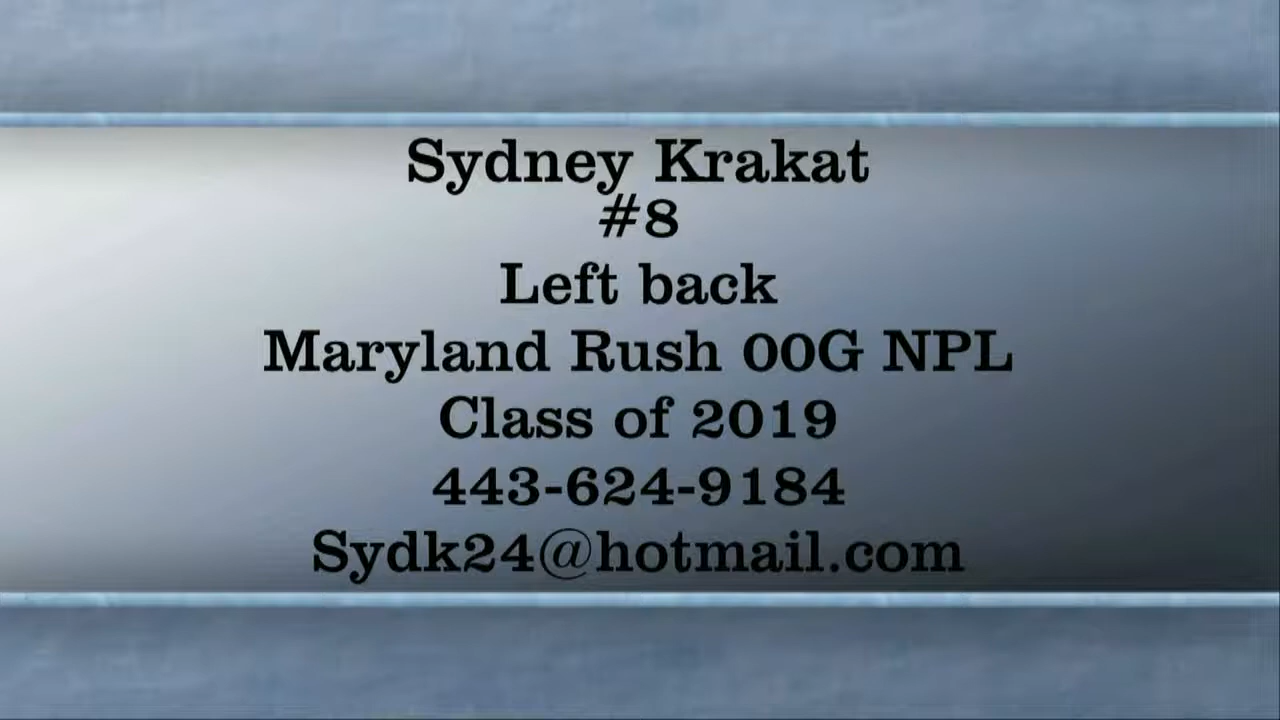 Sydney Krakat
#8
Left back
Maryland Rush 00G NPL
Class of 2019
443-624-9184
Sydk24@hotmail.com